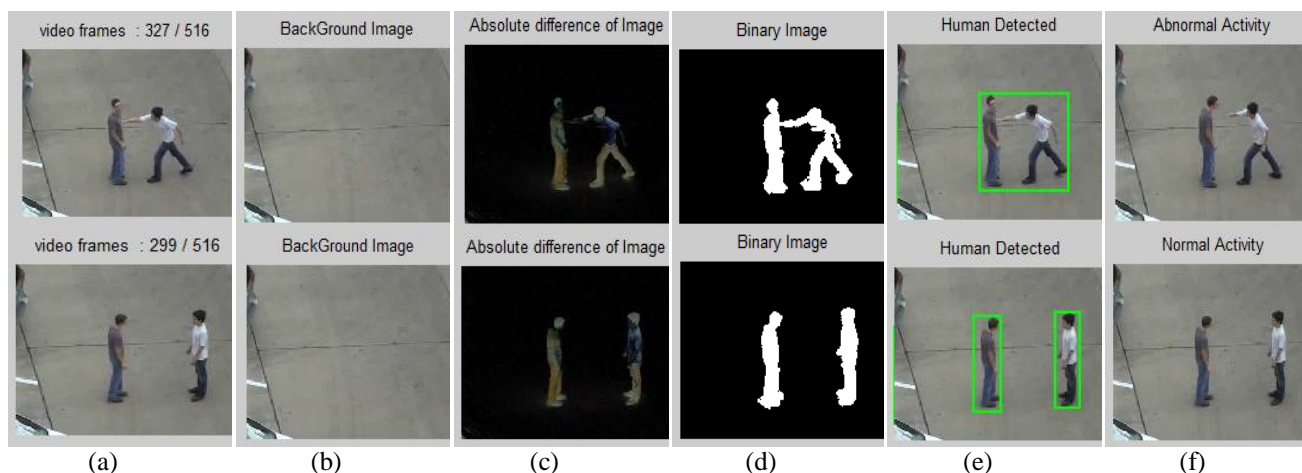 video frames : 327 / 516
BackGround Image
Absolute difference of Image
Binary Image
Human Detected
Abnormal Activity
video frames : 299 / 516
BackGround Image
Absolute difference of Image
Binary Image
Human Detected
Normal Activity
(a) (b) (c) (d) (e) (f)